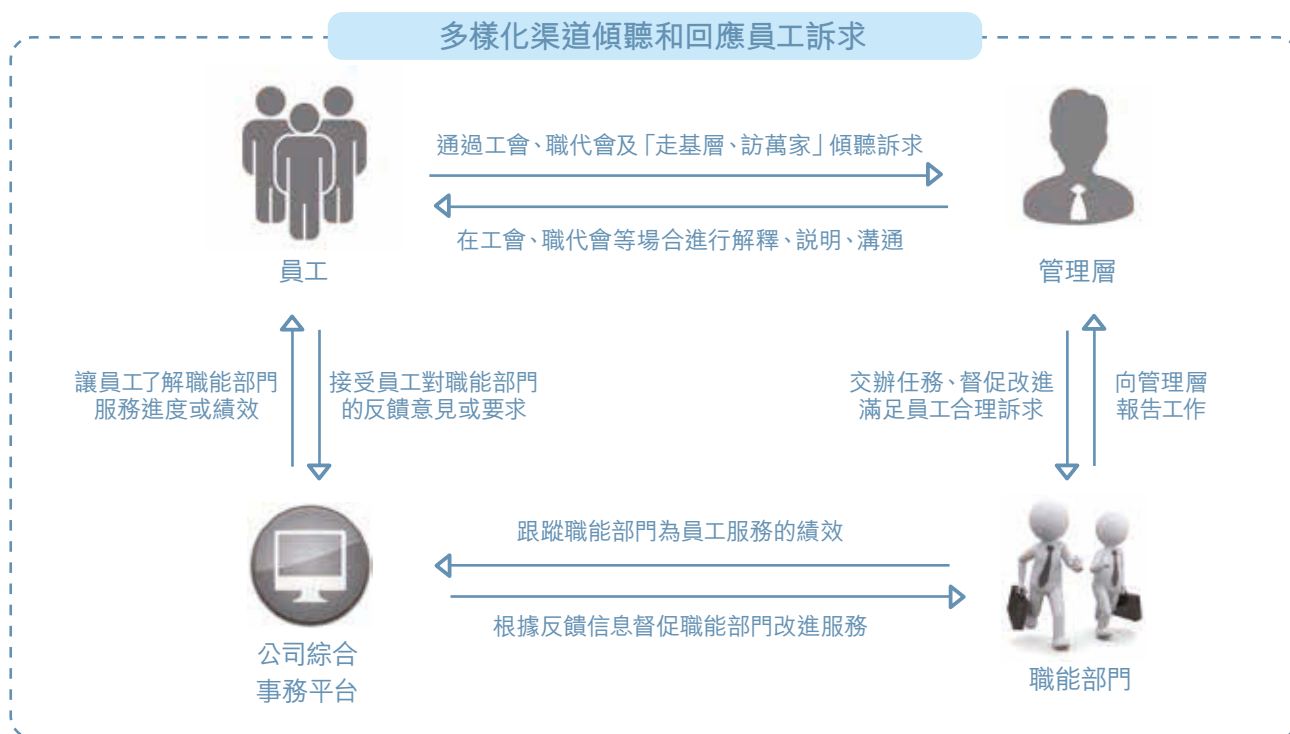 多樣化渠道傾聽和回應員工訴求
通過工會、職代會及「走基層、訪萬家」傾聽訴求
在工會、職代會等場合進行解釋、説明、溝通
員工
管理層
讓員工了解職能部門
服務進度或績效
接受員工對職能部門
的反饋意見或要求
交辦任務、督促改進
滿足員工合理訴求
向管理層
報告工作
跟蹤職能部門為員工服務的績效
根據反饋信息督促職能部門改進服務
公司綜合
事務平台
職能部門